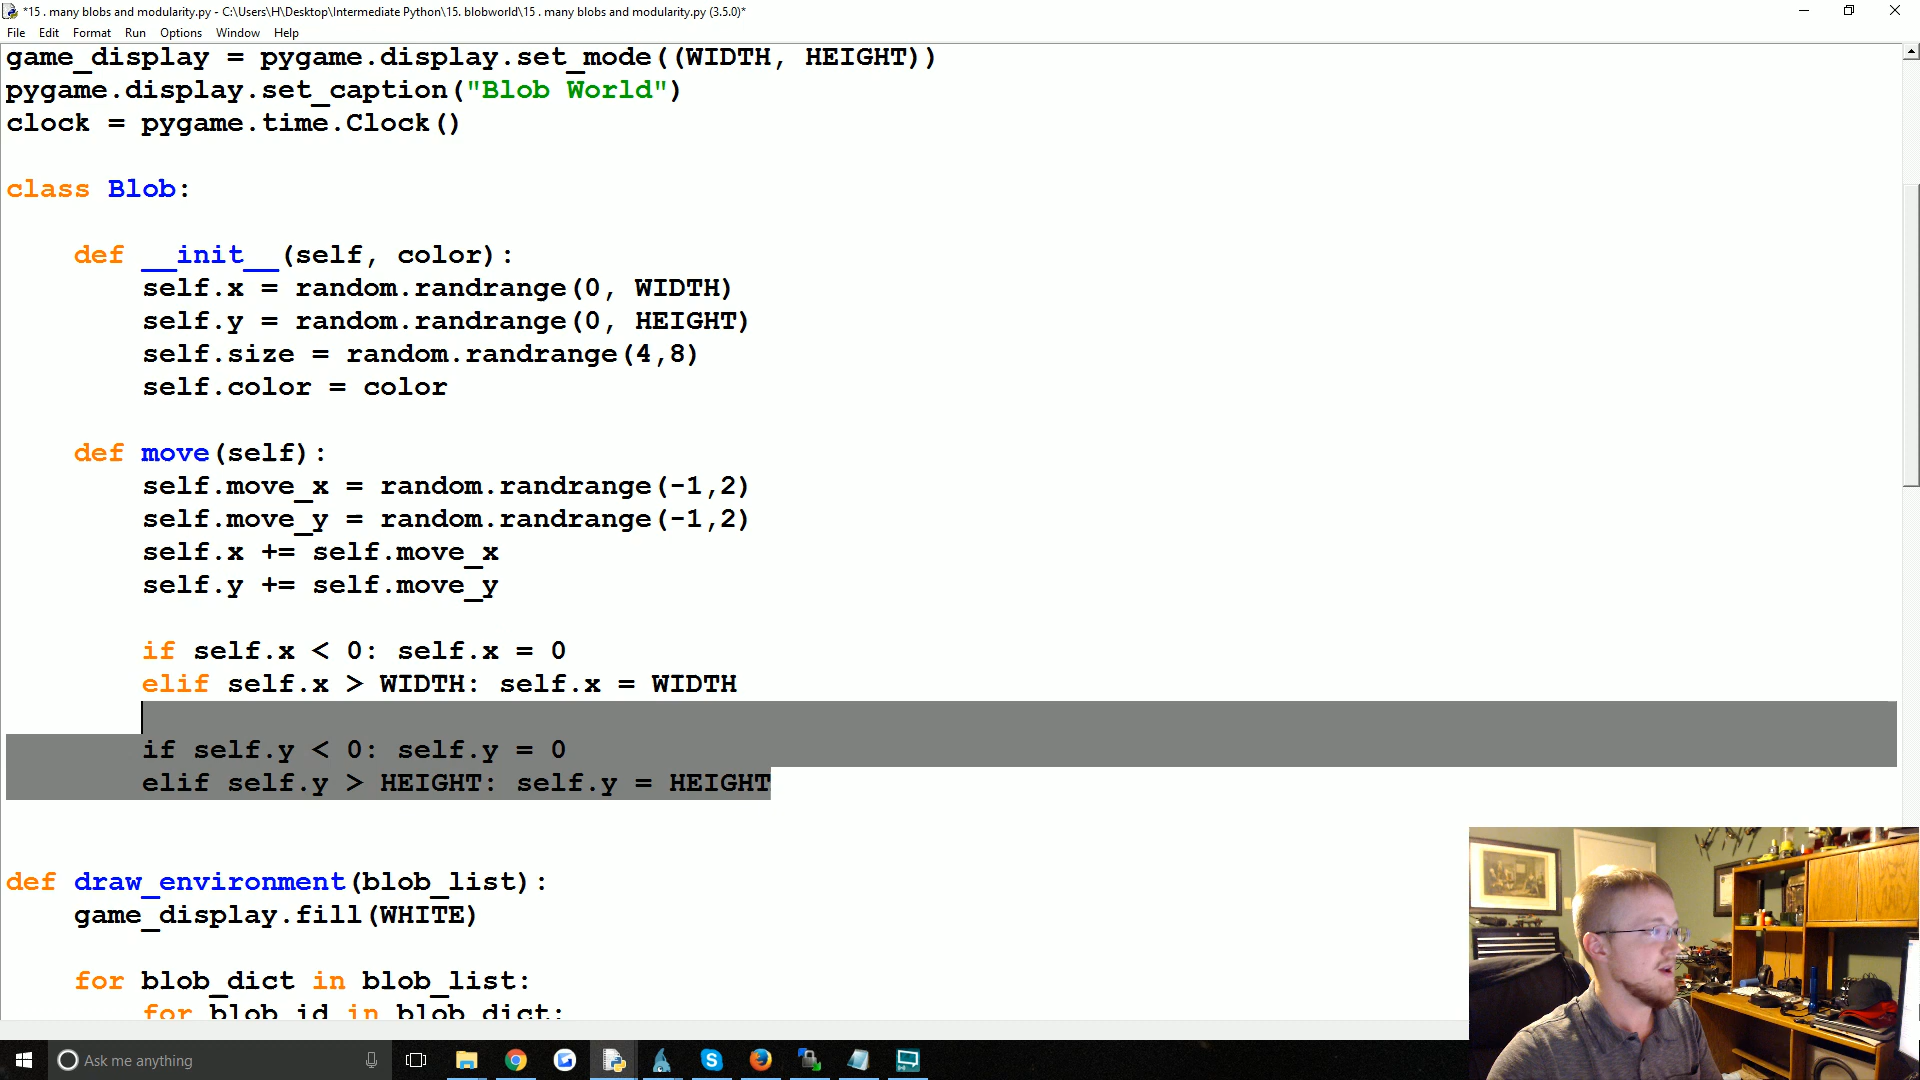 *15 . many blobs and modularity.py - C:\Users\H\Desktop\Intermediate Python\15. blobworld\15 . many blobs and modularity.py (3.5.0)*
File Edit Format Run Options Window Help
game_display = pygame.display.set_mode((WIDTH, HEIGHT))
pygame.display.set_caption("Blob World")
clock = pygame.time.Clock()
class Blob:
def __init__(self, color):
self.x = random.randrange(0, WIDTH)
self.y = random.randrange(0, HEIGHT)
self.size = random.randrange(4,8)
self.color = color
def move(self):
self.move_x = random.randrange(-1,2)
self.move_y = random.randrange(-1,2)
self.x += self.move_x
self.y += self.move_y
if self.x < 0: self.x = 0
elif self.x > WIDTH: self.x = WIDTH
if self.y < 0: self.y = 0
elif self.y > HEIGHT: self.y = HEIGHT
def draw_environment(blob_list):
game_display.fill(WHITE)
for blob_dict in blob_list:
for blob_id in blob_dict:
Ask me anything